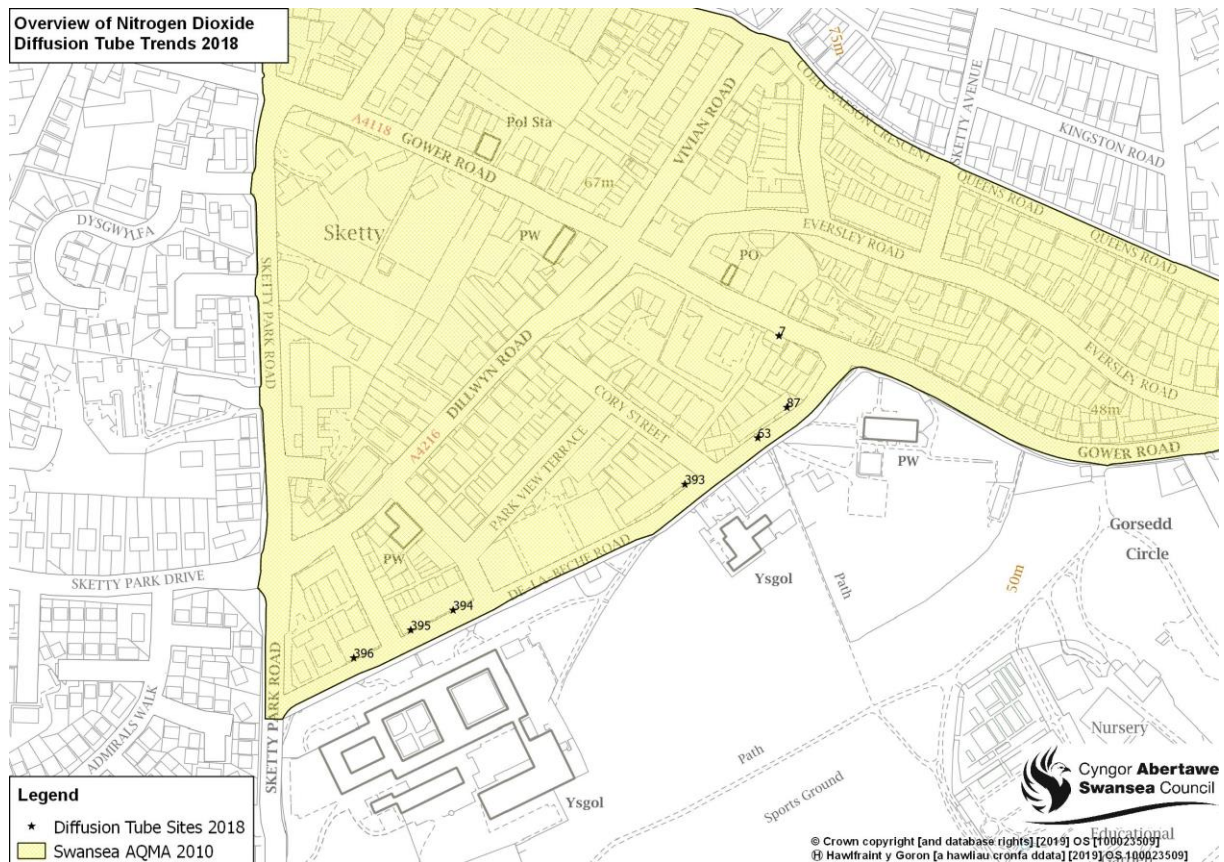 Overview of Nitrogen Dioxide
Diffusion Tube Trends 2018
75m
COED SAESON CRESCENT
SKETTY AVENUE
KINGSTON ROAD
A4118
GOWER ROAD
Pol Sta
VIVIAN ROAD
67m
QUEENS ROAD
QUEENS ROAD
DYSGWYLFA
Sketty
PW
PO
EVERSLEY ROAD
EVERSLEY ROAD
SKETTY PARK ROAD
7
DILLWYN ROAD
CORY STREET
87
48m
A4216
63
PW
GOWER ROAD
PARK VIEW TERRACE
393
PW
DE-LA-BECHE ROAD
Ysgol
Path
Gorsedd
Circle
50m
SKETTY PARK DRIVE
394
395
396
SKETTY PARK ROAD
ADMIRALS WALK
Path
Nursery
Ysgol
Sports Ground
Cyngor Abertawe
Swansea Council
Educational
Legend
Diffusion Tube Sites 2018
Swansea AQMA 2010
© Crown copyright [and database rights] [2019] OS [100023509]
Ⓗ Hawlfraint y Goron [a hawliau cronfa ddata] [2019] OS 100023509]